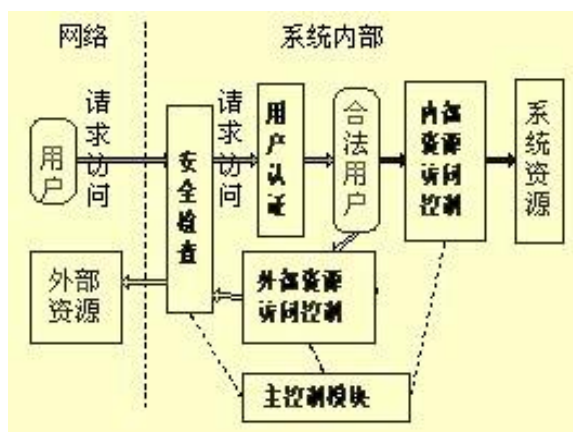 网络
系统内部
用户
请求访问
安全检查
请求访问
用户认证
合法用户
内部资源访问控制
系统资源
外部
资源
外部资源
访问控制
主控制模块